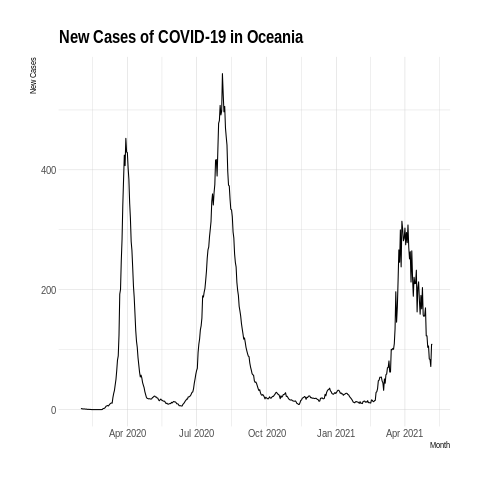 New Cases of COVID-19 in Oceania
New Cases
400
200
0
Apr 2020 Jul 2020 Oct 2020 Jan 2021 Apr 2021
Month